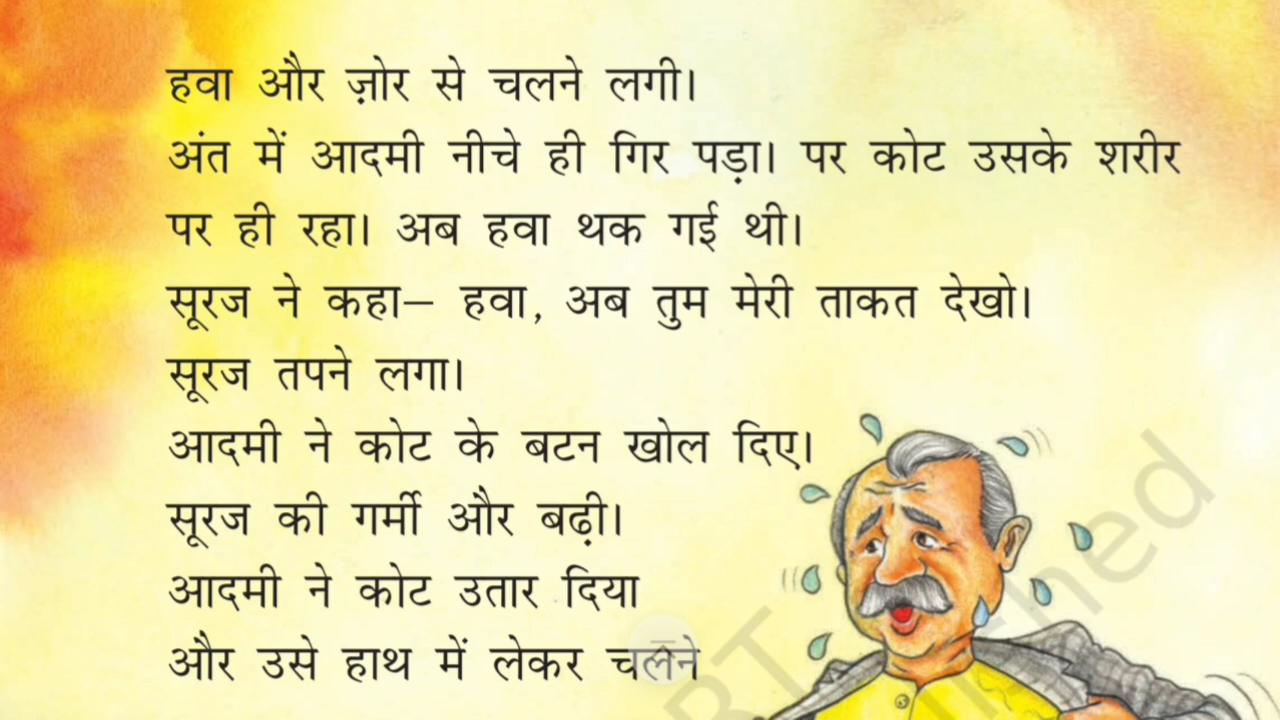 हवा और ज़ोर से चलने लगी।
अंत में आदमी नीचे ही गिर पड़ा। पर कोट उसके शरीर
पर ही रहा। अब हवा थक गई थी।
सूरज ने कहा– हवा, अब तुम मेरी ताकत देखो।
सूरज तपने लगा।
आदमी ने कोट के बटन खोल दिए।
सूरज की गर्मी और बढ़ी।
आदमी ने कोट उतार दिया
और उसे हाथ में लेकर चलने